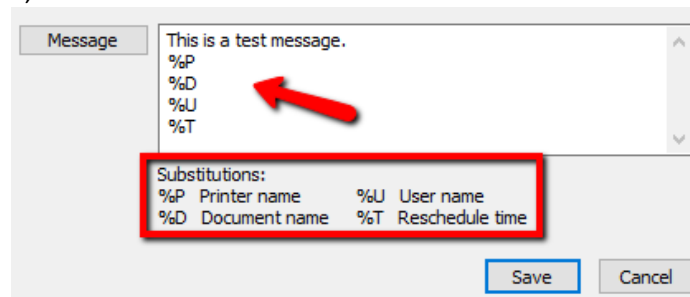 Message
This is a test message.
%P
%D
%U
%T
Substitutions:
%P Printer name %U User name
%D Document name %T Reschedule time
Save Cancel